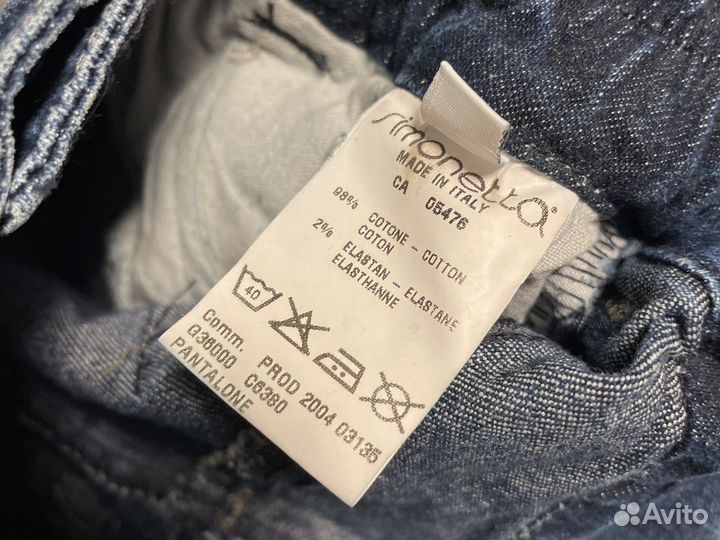 simonetta
MADE IN ITALY
CA 05476
98% COTONE - COTTON
COTON
2% ELASTAN - ELASTANE
ELASTHANNE
40
Comm. PROD 2004 03135
G36000 C6380
PANTALONE
Avito